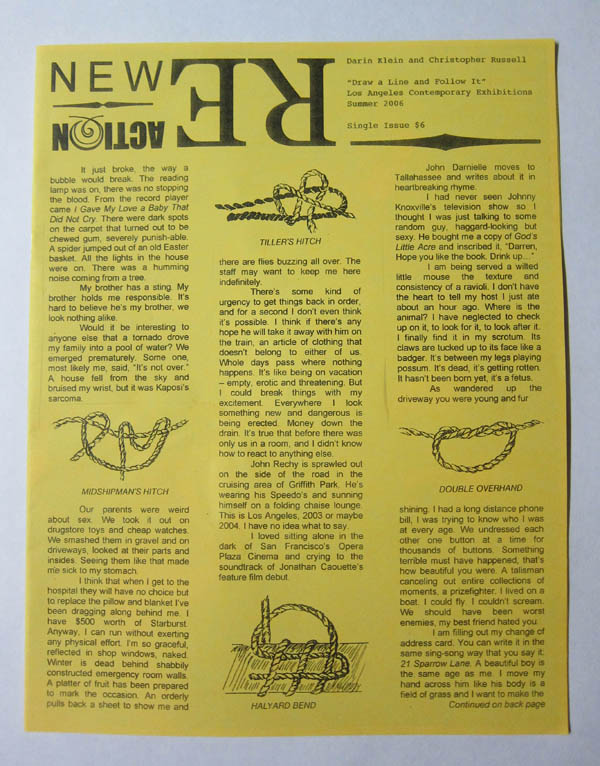 NEW
RE
ACTION
Darin Klein and Christopher Russell
"Draw a Line and Follow It"
Los Angeles Contemporary Exhibitions
Summer 2006
Single Issue $6
It just broke, the way a
bubble would break. The reading
lamp was on, there was no stopping
the blood. From the record player
came I Gave My Love a Baby That
Did Not Cry. There were dark spots
on the carpet that turned out to be
chewed gum, severely punish-able.
A spider jumped out of an old Easter
basket. All the lights in the house
were on. There was a humming
noise coming from a tree.
My brother has a sting. My
brother holds me responsible. It's
hard to believe he's my brother, we
look nothing alike.
Would it be interesting to
anyone else that a tornado drove
my family into a pool of water? We
emerged prematurely. Some one,
most likely me, said, "It's not over."
A house fell from the sky and
bruised my wrist, but it was Kaposi's
sarcoma.
MIDSHIPMAN'S HITCH
Our parents were weird
about sex. We took it out on
drugstore toys and cheap watches.
We smashed them in gravel and on
driveways, looked at their parts and
insides. Seeing them like that made
me sick to my stomach.
I think that when I get to the
hospital they will have no choice but
to replace the pillow and blanket I've
been dragging along behind me. I
have $500 worth of Starburst.
Anyway, I can run without exerting
any physical effort. I'm so graceful,
reflected in shop windows, naked.
Winter is dead behind shabbily
constructed emergency room walls.
A platter of fruit has been prepared
to mark the occasion. An orderly
pulls back a sheet to show me and
TILLER'S HITCH
there are flies buzzing all over. The
staff may want to keep me here
indefinitely.
There's some kind of
urgency to get things back in order,
and for a second I don't even think
it's possible. I think if there's any
hope he will take it away with him on
the train, an article of clothing that
doesn't belong to either of us.
Whole days pass where nothing
happens. It's like being on vacation
– empty, erotic and threatening. But
I could break things with my
excitement. Everywhere I look
something new and dangerous is
being erected. Money down the
drain. It's true that before there was
only us in a room, and I didn't know
how to react to anything else.
John Rechy is sprawled out
on the side of the road in the
cruising area of Griffith Park. He's
wearing his Speedo's and sunning
himself on a folding chaise lounge.
This is Los Angeles, 2003 or maybe
2004. I have no idea what to say.
I loved sitting alone in the
dark of San Francisco's Opera
Plaza Cinema and crying to the
soundtrack of Jonathan Caouette's
feature film debut.
HALYARD BEND
John Darnielle moves to
Tallahassee and writes about it in
heartbreaking rhyme.
I had never seen Johnny
Knoxville's television show so I
thought I was just talking to some
random guy, haggard-looking but
sexy. He bought me a copy of God's
Little Acre and inscribed it, "Darren,
Hope you like the book. Drink up..."
I am being served a wilted
little mouse the texture and
consistency of a ravioli. I don't have
the heart to tell my host I just ate
about an hour ago. Where is the
animal? I have neglected to check
up on it, to look for it, to look after it.
I finally find it in my scrotum. Its
claws are tucked up to its face like a
badger. It's between my legs playing
possum. It's dead, it's getting rotten.
It hasn't been born yet, it's a fetus.
As wandered up the
driveway you were young and fur
DOUBLE OVERHAND
shining. I had a long distance phone
bill, I was trying to know who I was
at every age. We undressed each
other one button at a time for
thousands of buttons. Something
terrible must have happened, that's
how beautiful you were. A talisman
canceling out entire collections of
moments, a prizefighter. I lived on a
boat. I could fly. I couldn't scream.
We should have been worst
enemies, my best friend hated you.
I am filling out my change of
address card. You can write it in the
same sing-song way that you say it:
21 Sparrow Lane. A beautiful boy is
the same age as me. I move my
hand across him like his body is a
field of grass and I want to make the
Continued on back page